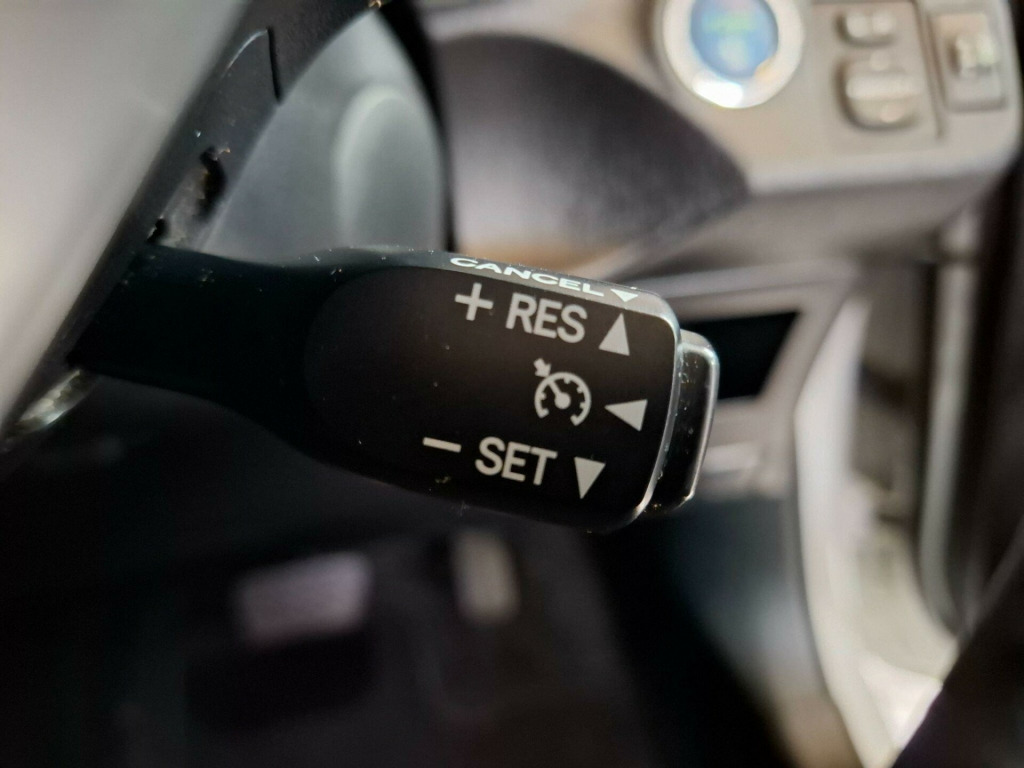 CANCEL ▼
+ RES ▲
◀
− SET ▼